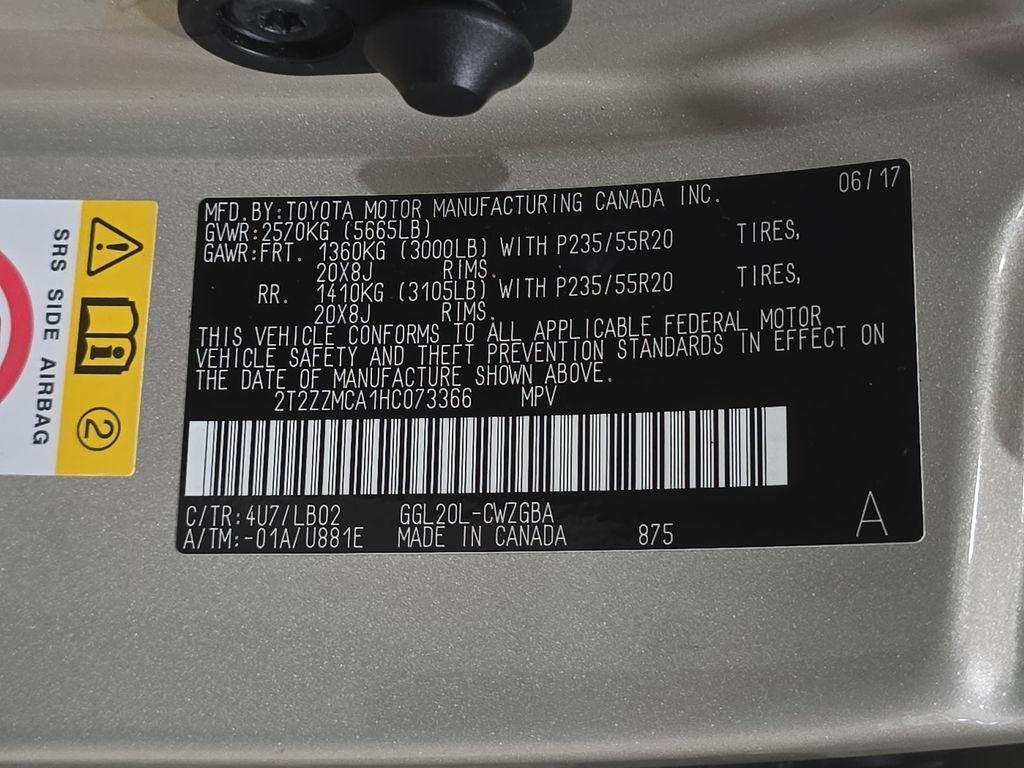 06/17
MFD.BY:TOYOTA MOTOR MANUFACTURING CANADA INC.
GVWR:2570KG (5665LB)
GAWR:FRT. 1360KG (3000LB) WITH P235/55R20 TIRES,
20X8J RIMS.
RR. 1410KG (3105LB) WITH P235/55R20 TIRES,
20X8J RIMS.
THIS VEHICLE CONFORMS TO ALL APPLICABLE FEDERAL MOTOR
VEHICLE SAFETY AND THEFT PREVENTION STANDARDS IN EFFECT ON
THE DATE OF MANUFACTURE SHOWN ABOVE.
2T2ZZMCA1HC073366 MPV
C/TR:4U7/LB02 GGL20L-CWZGBA
A/TM:-01A/U881E MADE IN CANADA 875
A
SRS SIDE AIRBAG
2